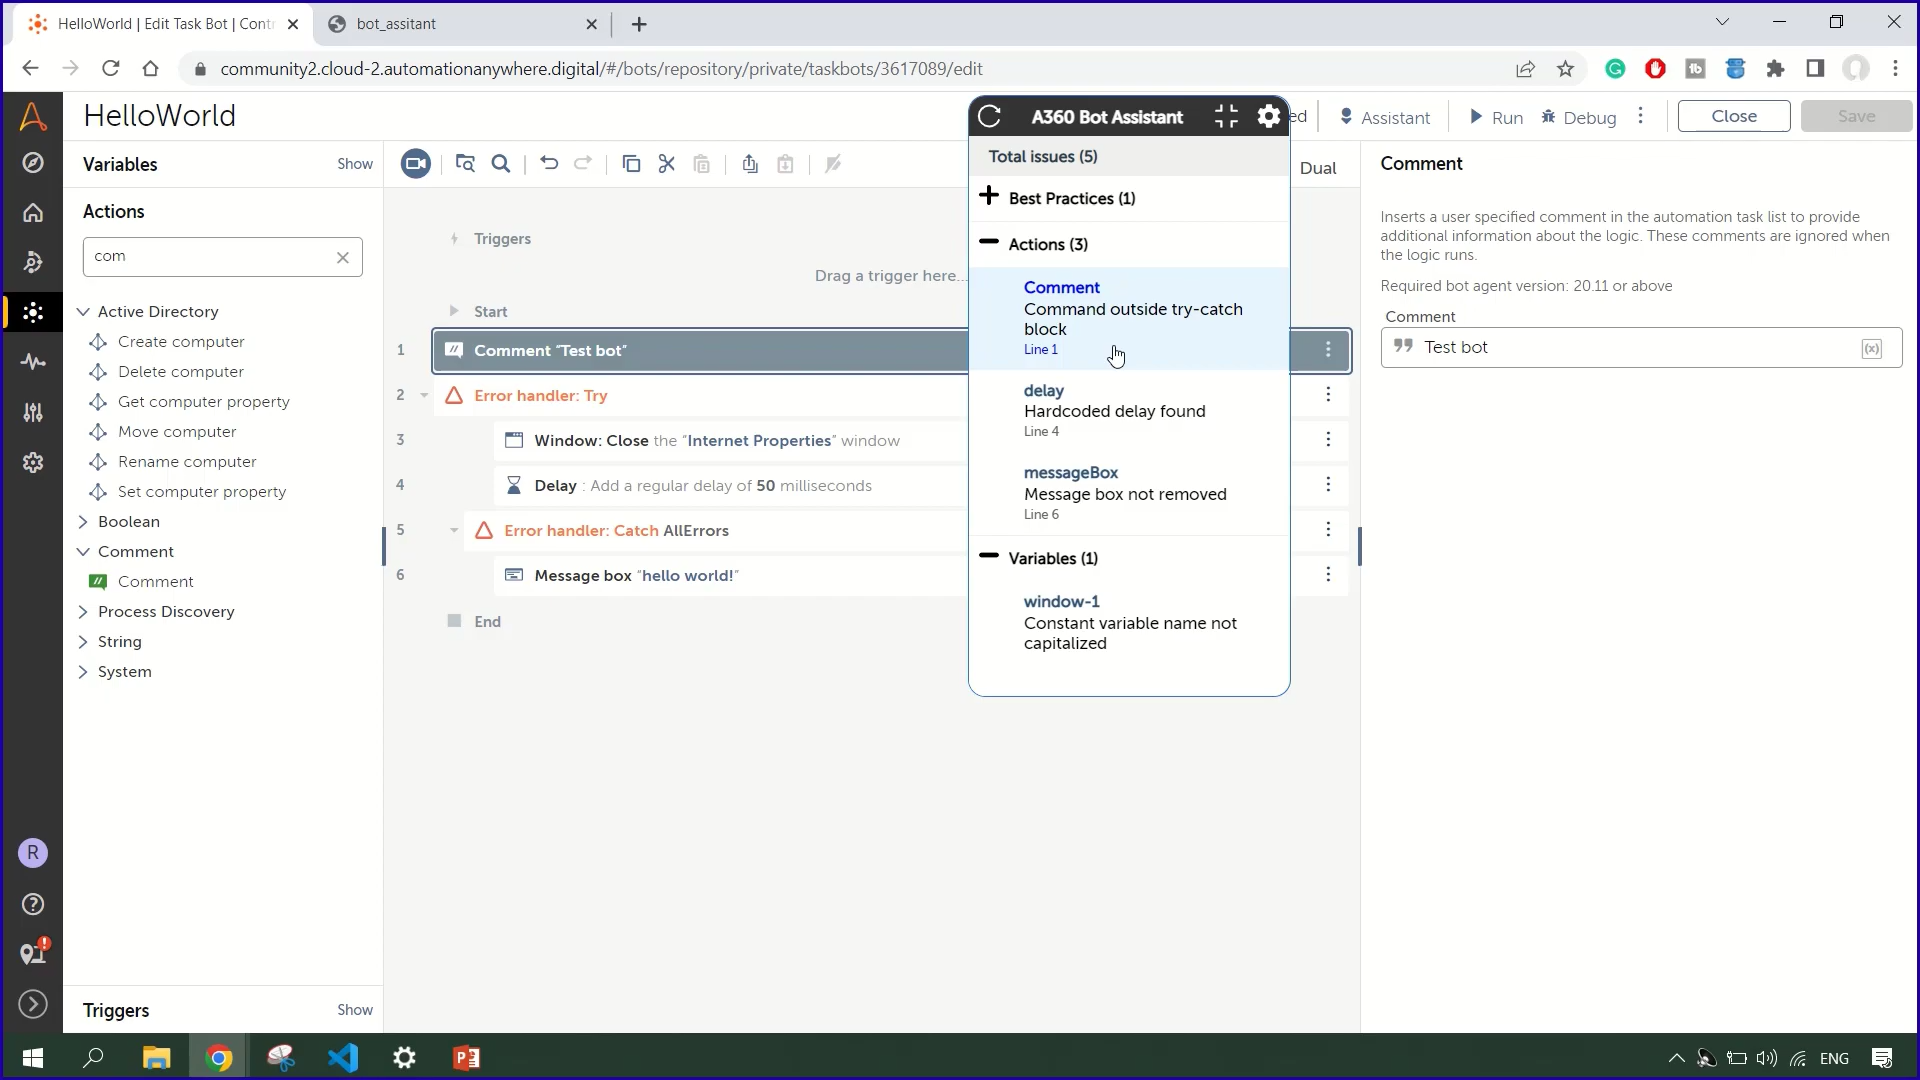 HelloWorld | Edit Task Bot | Contr
bot_assitant
community2.cloud-2.automationanywhere.digital/#/bots/repository/private/taskbots/3617089/edit
HelloWorld
ed
Assistant
Run
Debug
Close
Save
Variables
Show
Actions
com
Active Directory
Create computer
Delete computer
Get computer property
Move computer
Rename computer
Set computer property
Boolean
Comment
Comment
Process Discovery
String
System
Triggers
Show
R
Dual
Triggers
Drag a trigger here...
Start
1
Comment “Test bot”
2
Error handler: Try
3
Window: Close the “Internet Properties” window
4
Delay : Add a regular delay of 50 milliseconds
5
Error handler: Catch AllErrors
6
Message box “hello world!”
End
A360 Bot Assistant
Total issues (5)
Best Practices (1)
Actions (3)
Comment
Command outside try-catch
block
Line 1
delay
Hardcoded delay found
Line 4
messageBox
Message box not removed
Line 6
Variables (1)
window-1
Constant variable name not
capitalized
Comment
Inserts a user specified comment in the automation task list to provide
additional information about the logic. These comments are ignored when
the logic runs.
Required bot agent version: 20.11 or above
Comment
Test bot
(x)
ENG